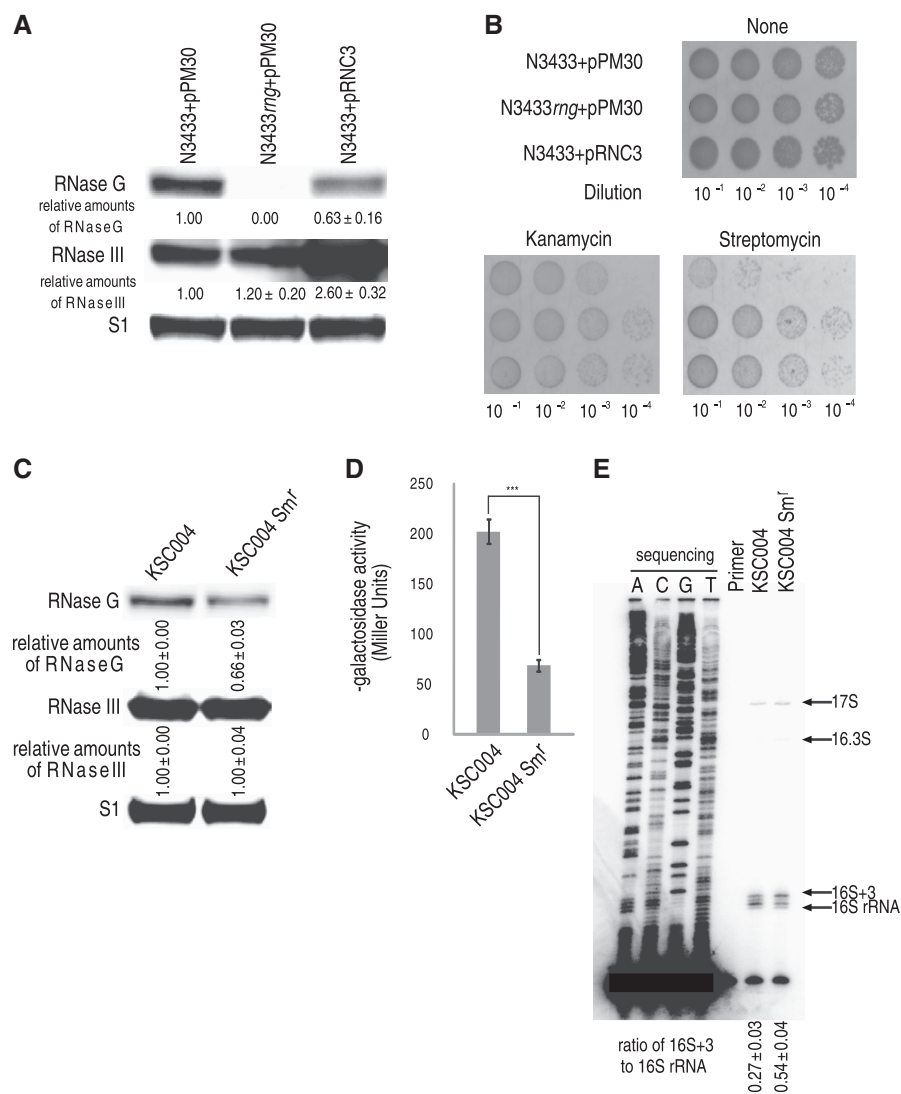 A
N3433+pPM30
N3433rng+pPM30
N3433+pRNC3
RNase G
relative amounts
of RNaseG
1.00
0.00
0.63 ± 0.16
RNase III
relative amounts
of RNaseIII
1.00
1.20 ± 0.20
2.60 ± 0.32
S1
B
None
N3433+pPM30
N3433rng+pPM30
N3433+pRNC3
Dilution
10 -1 10 -2 10 -3 10 -4
Kanamycin
Streptomycin
10 -1 10 -2 10 -3 10 -4
10 -1 10 -2 10 -3 10 -4
C
KSC004
KSC004 Smr
RNase G
relative amounts
of RNaseG
1.00±0.00
0.66±0.03
RNase III
relative amounts
of RNaseIII
1.00±0.00
1.00±0.04
S1
D
-galactosidase activity
(Miller Units)
250
200
150
100
50
0
***
KSC004
KSC004 Smr
E
sequencing
A C G T
Primer
KSC004
KSC004 Smr
17S
16.3S
16S+3
16S rRNA
ratio of 16S+3
to 16S rRNA
0.27±0.03
0.54±0.04